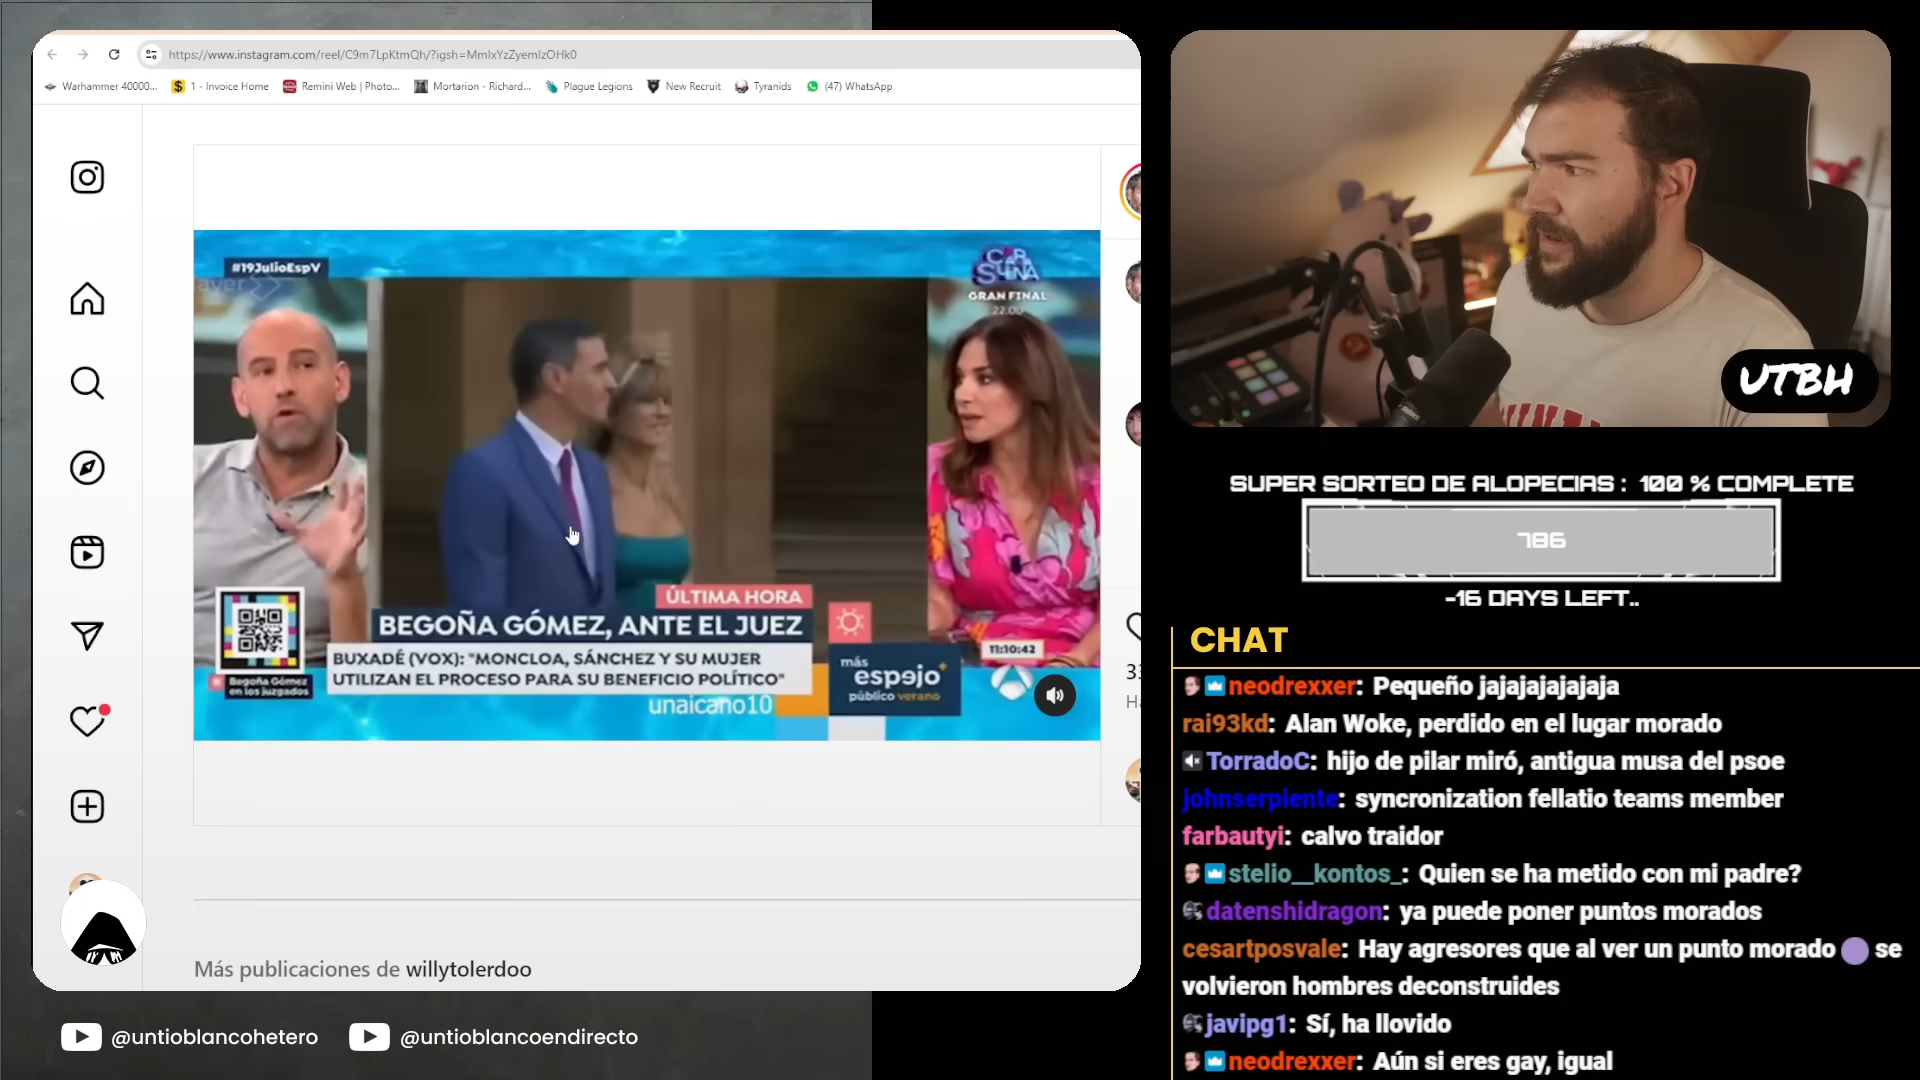 https://www.instagram.com/reel/C9m7LpKtmQh/?igsh=MmlxYzZyemlzOHk0
Warhammer 40000...
1 - Invoice Home
Remini Web | Photo...
Mortarion - Richard...
Plague Legions
New Recruit
Tyranids
(47) WhatsApp
#19JulioEspV
CARA SUENA
GRAN FINAL
22:00
ÚLTIMA HORA
BEGOÑA GÓMEZ, ANTE EL JUEZ
BUXADÉ (VOX): "MONCLOA, SÁNCHEZ Y SU MUJER
UTILIZAN EL PROCESO PARA SU BENEFICIO POLÍTICO"
Begoña Gómez
en los juzgados
11:10:42
más
espejo+
público verano
unaicano10
Más publicaciones de willytolerdoo
@untioblancohetero
@untioblancoendirecto
UTBH
SUPER SORTEO DE ALOPECIAS : 100 % COMPLETE
786
-16 DAYS LEFT..
CHAT
neodrexxer: Pequeño jajajajajajaja
rai93kd: Alan Woke, perdido en el lugar morado
TorradoC: hijo de pilar miró, antigua musa del psoe
johnserpiente: syncronization fellatio teams member
farbautyi: calvo traidor
stelio__kontos_: Quien se ha metido con mi padre?
datenshidragon: ya puede poner puntos morados
cesartposvale: Hay agresores que al ver un punto morado se
volvieron hombres deconstruides
javipg1: Sí, ha llovido
neodrexxer: Aún si eres gay, igual